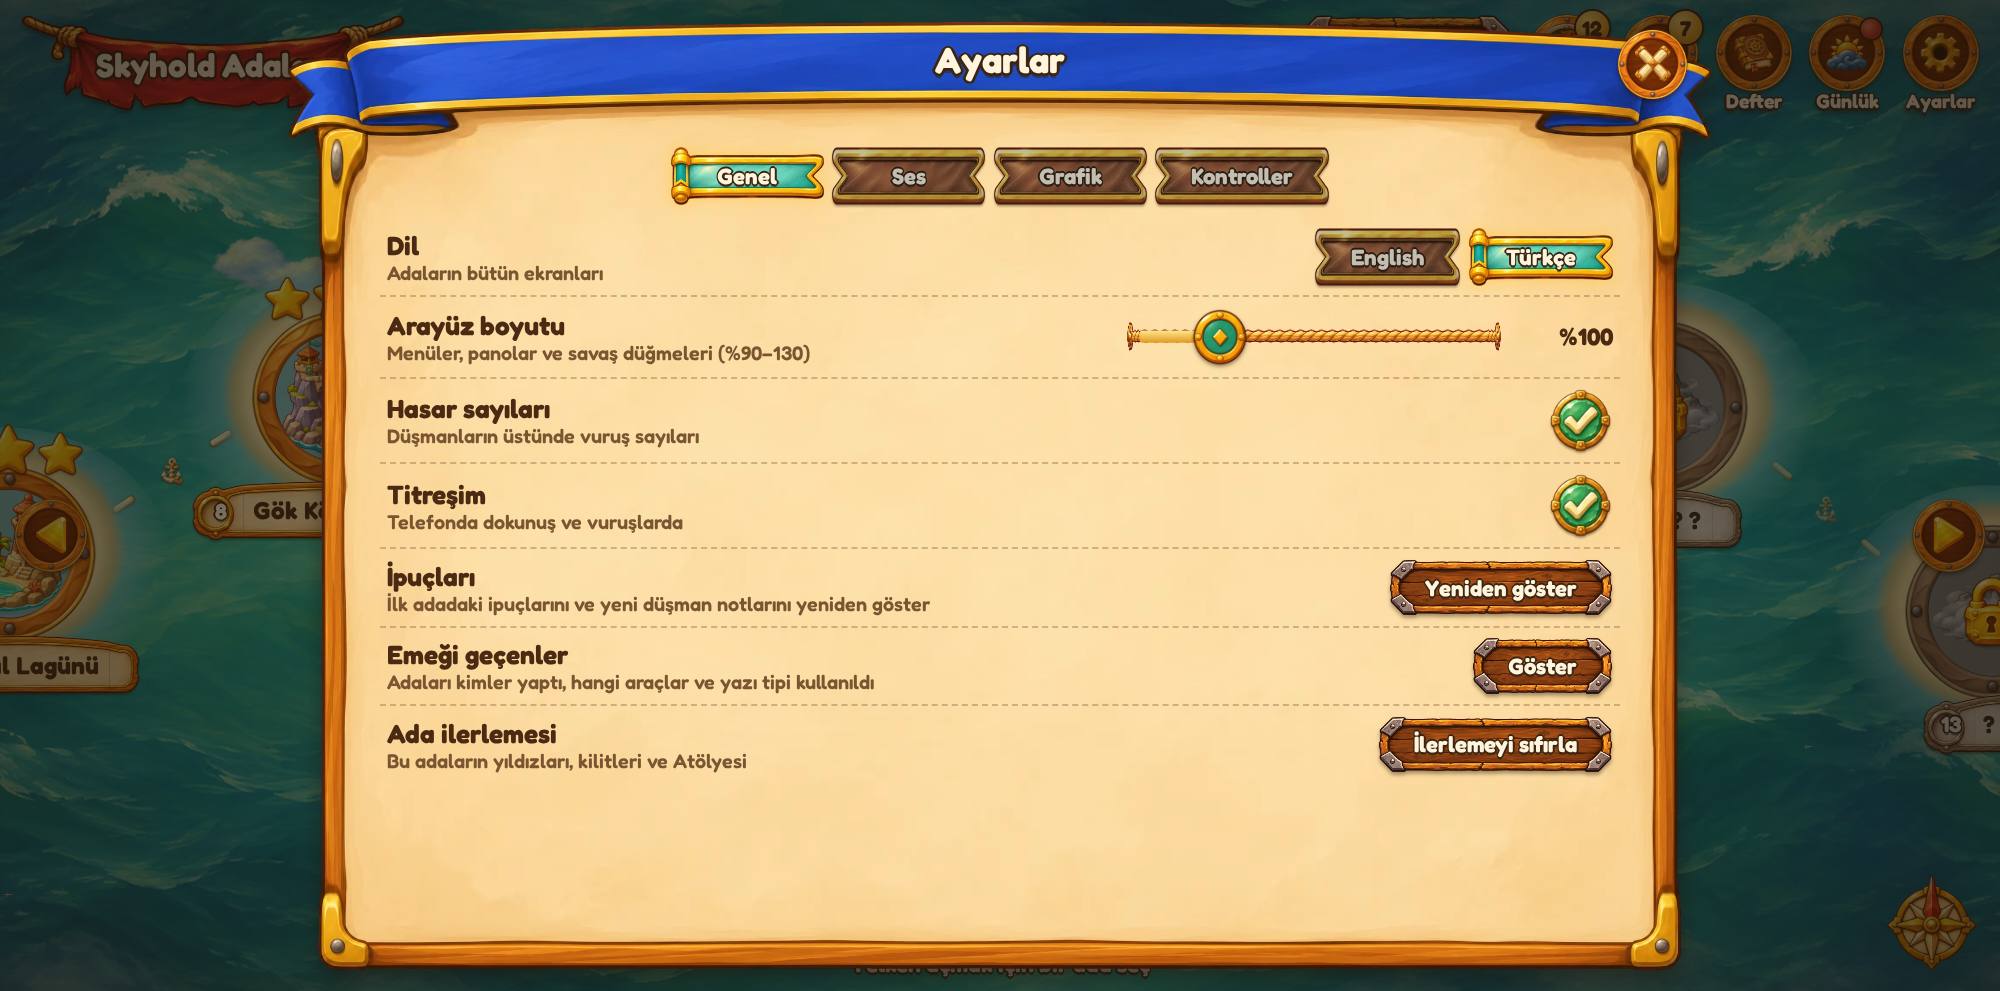 Skyhold
12
7
Defter
Günlük
Ayarlar
Ayarlar
Genel
Ses
Grafik
Kontroller
Dil
Adaların bütün ekranları
English
Türkçe
Arayüz boyutu
Menüler, panolar ve savaş düğmeleri (%90–130)
%100
Hasar sayıları
Düşmanların üstünde vuruş sayıları
Titreşim
Telefonda dokunuş ve vuruşlarda
İpuçları
İlk adadaki ipuçlarını ve yeni düşman notlarını yeniden göster
Yeniden göster
Emeği geçenler
Adaları kimler yaptı, hangi araçlar ve yazı tipi kullanıldı
Göster
Ada ilerlemesi
Bu adaların yıldızları, kilitleri ve Atölyesi
İlerlemeyi sıfırla
8
Gök
Lagünü
? ?
13
?